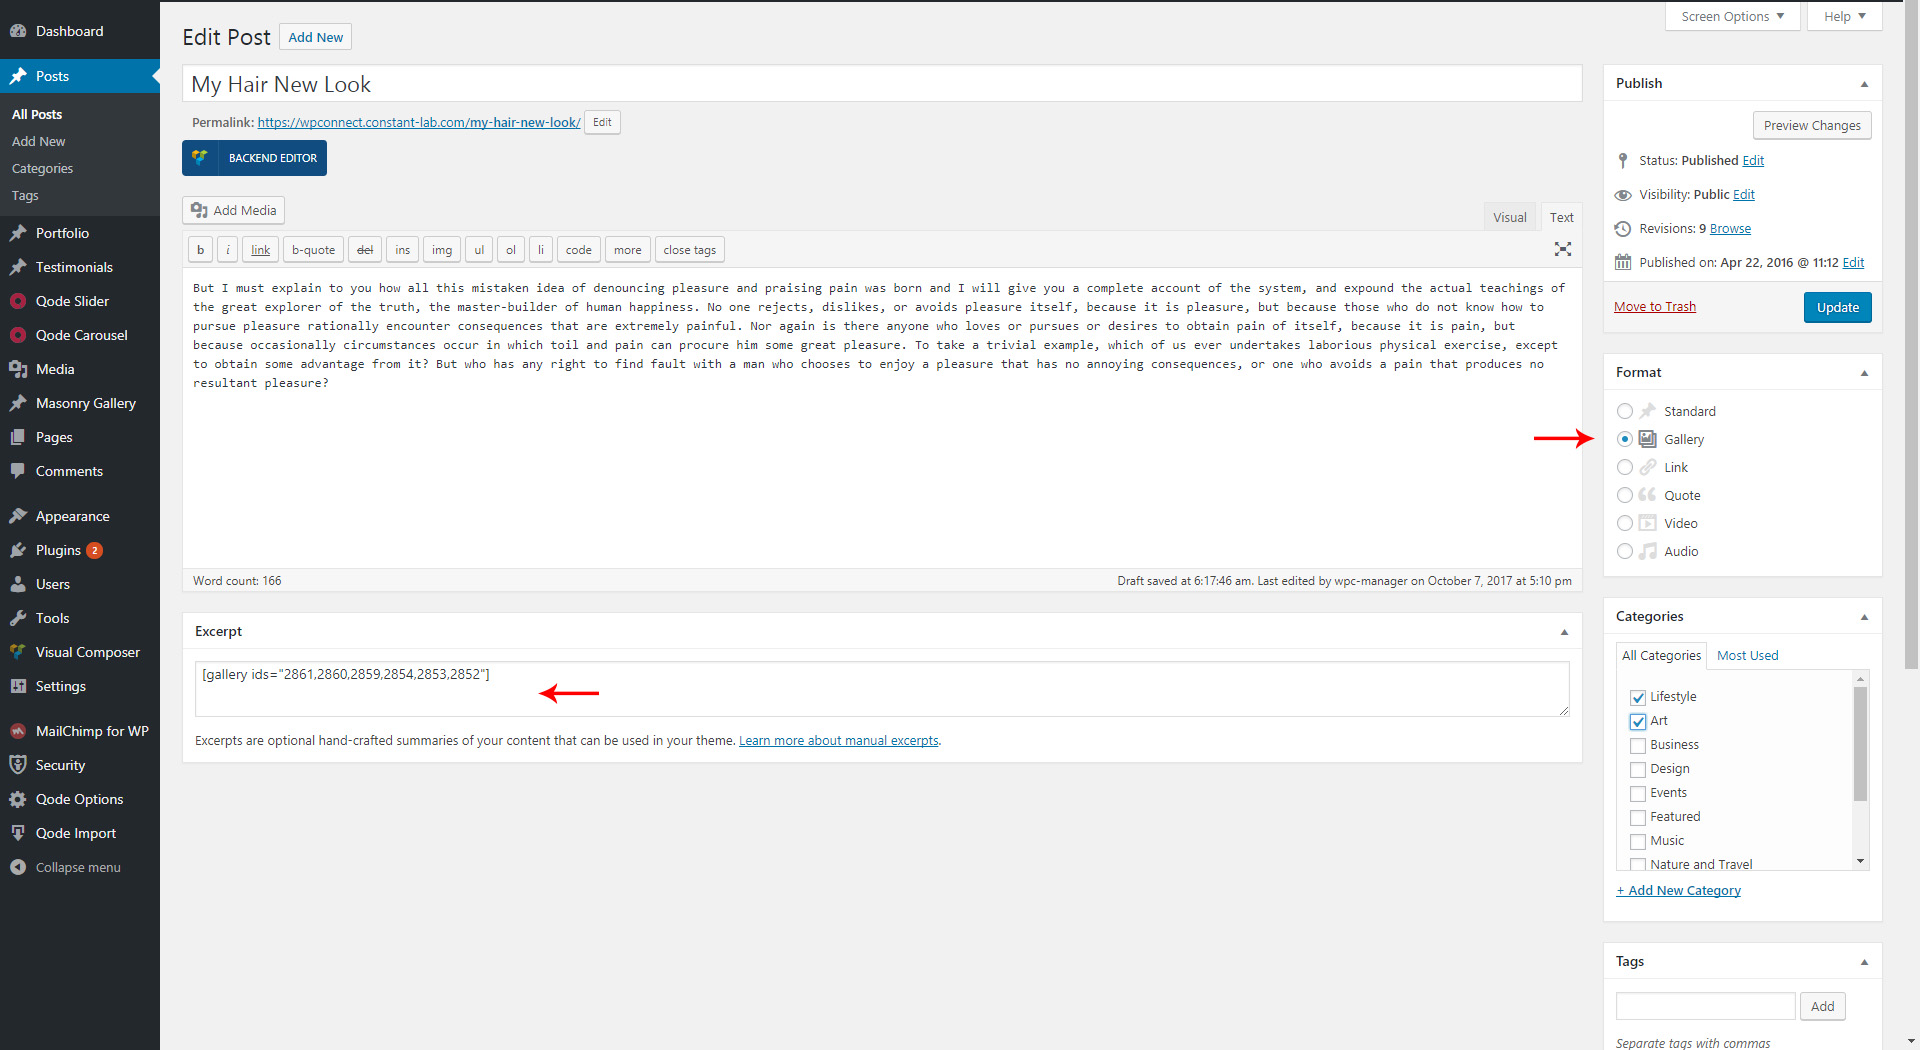 Dashboard
Posts
All Posts
Add New
Categories
Tags
Portfolio
Testimonials
Qode Slider
Qode Carousel
Media
Masonry Gallery
Pages
Comments
Appearance
Plugins 2
Users
Tools
Visual Composer
Settings
MailChimp for WP
Security
Qode Options
Qode Import
Collapse menu
Screen Options Help
Edit Post Add New
My Hair New Look
Permalink: https://wpconnect.constant-lab.com/my-hair-new-look/ Edit
BACKEND EDITOR
Add Media
Visual Text
b i link b-quote del ins img ul ol li code more close tags
But I must explain to you how all this mistaken idea of denouncing pleasure and praising pain was born and I will give you a complete account of the system, and expound the actual teachings of
the great explorer of the truth, the master-builder of human happiness. No one rejects, dislikes, or avoids pleasure itself, because it is pleasure, but because those who do not know how to
pursue pleasure rationally encounter consequences that are extremely painful. Nor again is there anyone who loves or pursues or desires to obtain pain of itself, because it is pain, but
because occasionally circumstances occur in which toil and pain can procure him some great pleasure. To take a trivial example, which of us ever undertakes laborious physical exercise, except
to obtain some advantage from it? But who has any right to find fault with a man who chooses to enjoy a pleasure that has no annoying consequences, or one who avoids a pain that produces no
resultant pleasure?
Word count: 166
Draft saved at 6:17:46 am. Last edited by wpc-manager on October 7, 2017 at 5:10 pm
Excerpt
[gallery ids="2861,2860,2859,2854,2853,2852"]
Excerpts are optional hand-crafted summaries of your content that can be used in your theme. Learn more about manual excerpts.
Publish
Preview Changes
Status: Published Edit
Visibility: Public Edit
Revisions: 9 Browse
Published on: Apr 22, 2016 @ 11:12 Edit
Move to Trash Update
Format
Standard
Gallery
Link
Quote
Video
Audio
Categories
All Categories Most Used
Lifestyle
Art
Business
Design
Events
Featured
Music
Nature and Travel
+ Add New Category
Tags
Add
Separate tags with commas